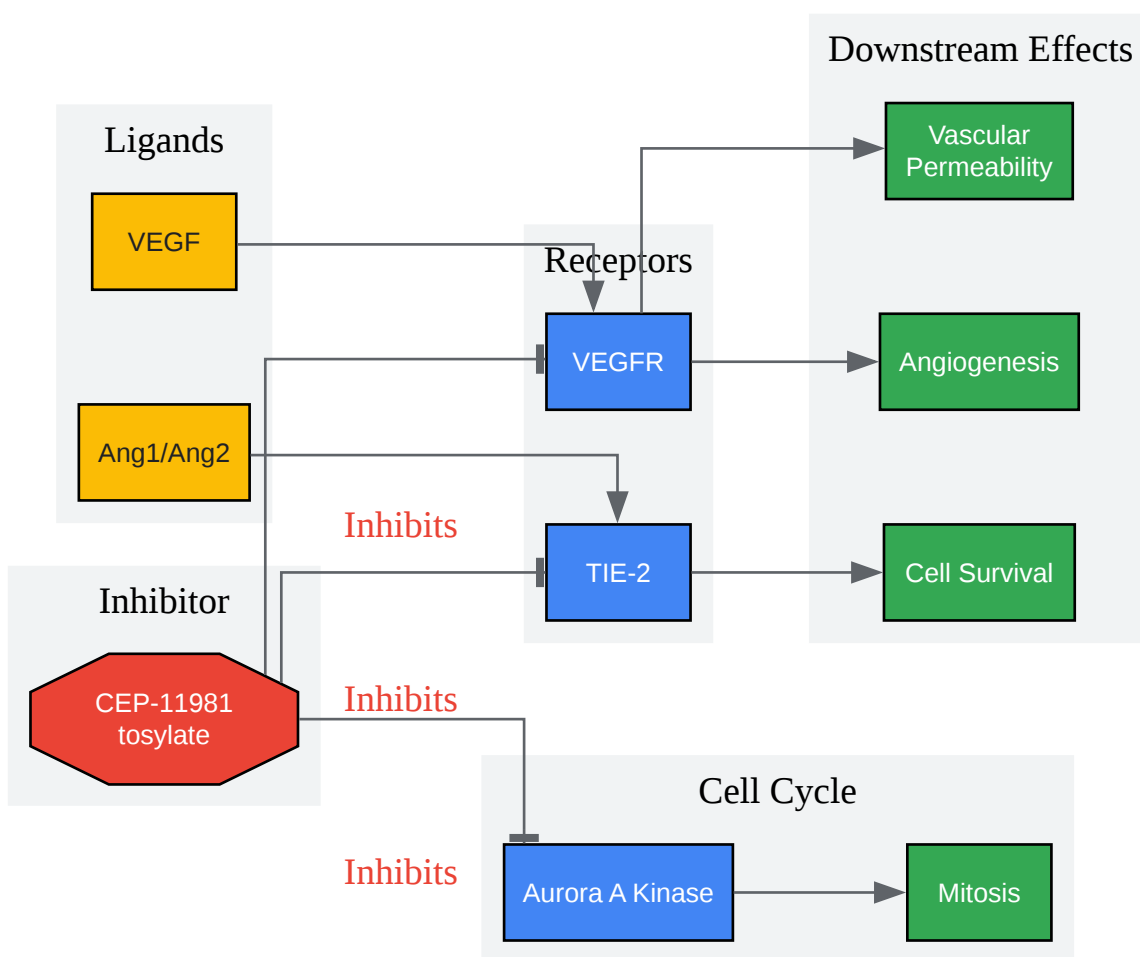 Downstream Effects
Vascular
Permeability
Ligands
VEGF
Receptors
VEGFR
Angiogenesis
Ang1/Ang2
Inhibits
TIE-2
Cell Survival
Inhibitor
CEP-11981
tosylate
Inhibits
Cell Cycle
Inhibits
Aurora A Kinase
Mitosis